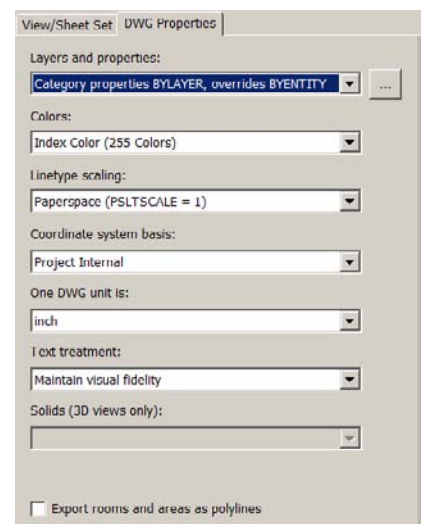 View/Sheet Set DWG Properties
Layers and properties:
Category properties BYLAYER, overrides BYENTITY ...
Colors:
Index Color (255 Colors)
Linetype scaling:
Paperspace (PSLTSCALE = 1)
Coordinate system basis:
Project Internal
One DWG unit is:
inch
Text treatment:
Maintain visual fidelity
Solids (3D views only):
Export rooms and areas as polylines